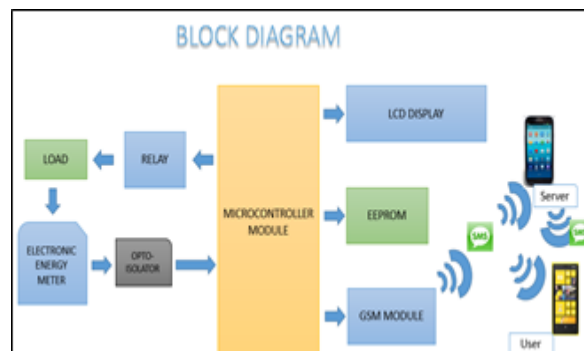 BLOCK DIAGRAM
LCD DISPLAY
LOAD
RELAY
MICROCONTROLLER
MODULE
EEPROM
ELECTRONIC
ENERGY
METER
OPTO-
ISOLATOR
GSM MODULE
SMS
Server
SMS
User